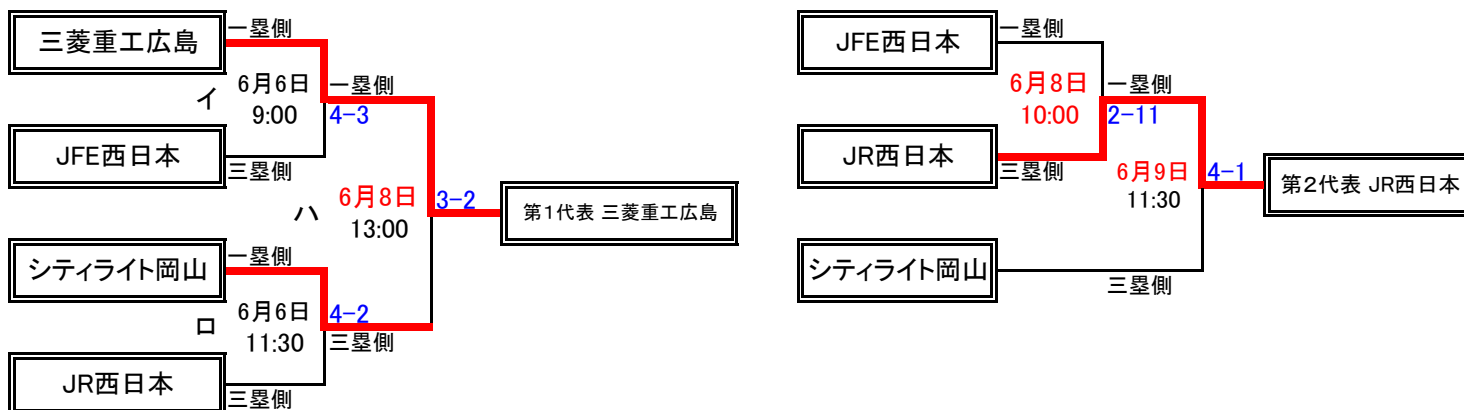 三菱重工広島
一塁側
イ
6月6日
9:00
一塁側
4-3
JFE西日本
三塁側
ハ
6月8日
13:00
3-2
第1代表 三菱重工広島
シティライト岡山
一塁側
ロ
6月6日
11:30
4-2
三塁側
JR西日本
三塁側
JFE西日本
一塁側
6月8日
10:00
一塁側
2-11
JR西日本
三塁側
6月9日
11:30
4-1
第2代表 JR西日本
シティライト岡山
三塁側